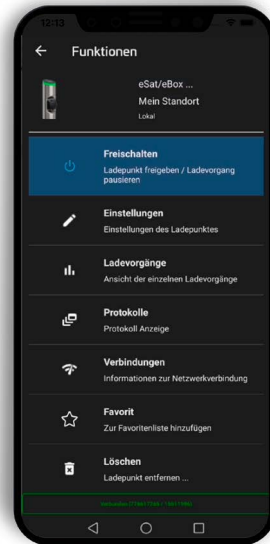 12:13
Funktionen
eSat/eBox ...
Mein Standort
Lokal
Freischalten
Ladepunkt freigeben / Ladevorgang
pausieren
Einstellungen
Einstellungen des Ladepunktes
Ladevorgänge
Ansicht der einzelnen Ladevorgänge
Protokolle
Protokoll Anzeige
Verbindungen
Informationen zur Netzwerkverbindung
Favorit
Zur Favoritenliste hinzufügen
Löschen
Ladepunkt entfernen ...